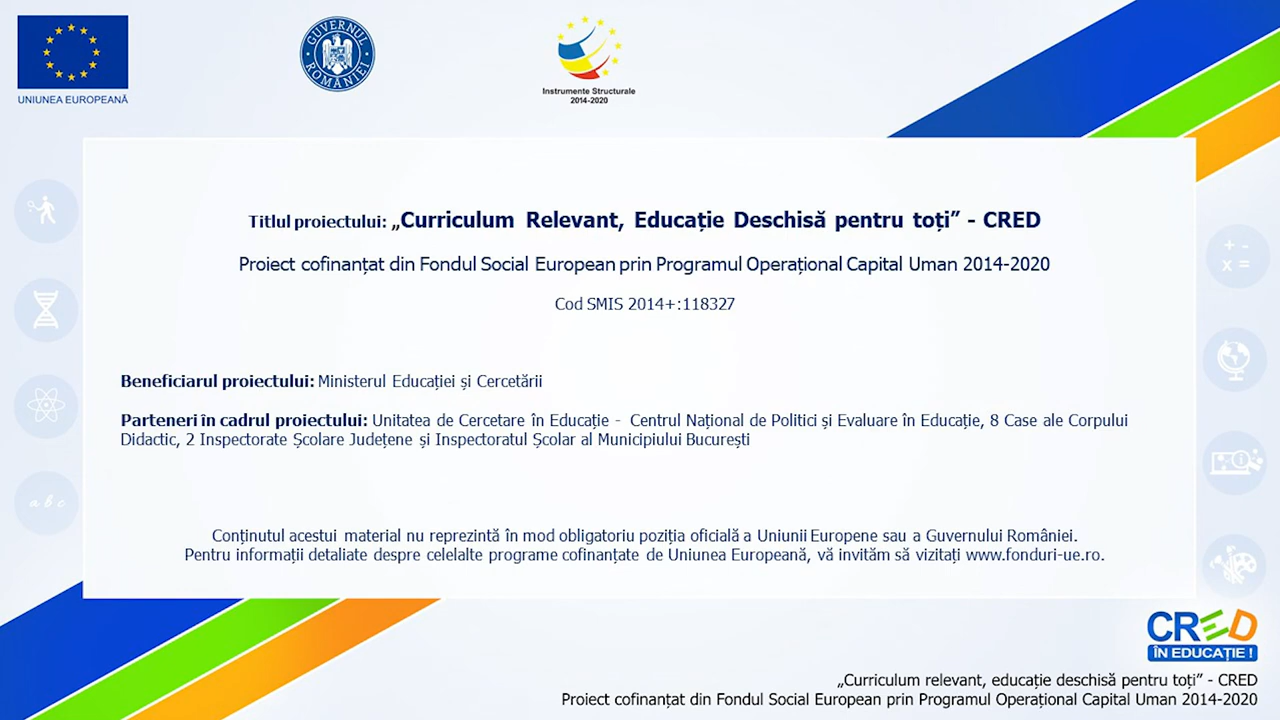 UNIUNEA EUROPEANĂ
GUVERNUL ROMÂNIEI
Instrumente Structurale
2014-2020
Titlul proiectului: „Curriculum Relevant, Educație Deschisă pentru toți” - CRED
Proiect cofinanțat din Fondul Social European prin Programul Operațional Capital Uman 2014-2020
Cod SMIS 2014+:118327
Beneficiarul proiectului: Ministerul Educației și Cercetării
Parteneri în cadrul proiectului: Unitatea de Cercetare în Educație - Centrul Național de Politici și Evaluare în Educație, 8 Case ale Corpului
Didactic, 2 Inspectorate Școlare Județene și Inspectoratul Școlar al Municipiului București
Conținutul acestui material nu reprezintă în mod obligatoriu poziția oficială a Uniunii Europene sau a Guvernului României.
Pentru informații detaliate despre celelalte programe cofinanțate de Uniunea Europeană, vă invităm să vizitați www.fonduri-ue.ro.
+ -
x =
a b c
CRED
ÎN EDUCAȚIE !
„Curriculum relevant, educație deschisă pentru toți” - CRED
Proiect cofinanțat din Fondul Social European prin Programul Operațional Capital Uman 2014-2020